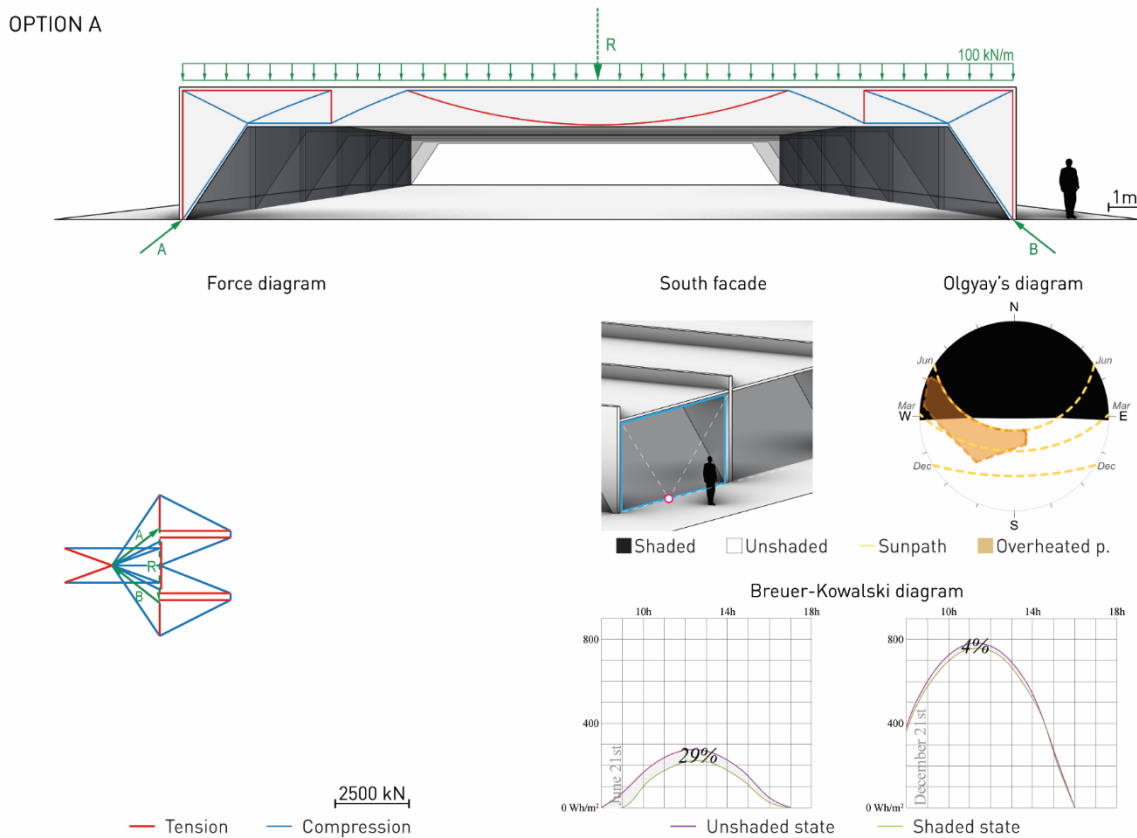 OPTION A
R
100 kN/m
1m
A
B
Force diagram
South facade
Olgyay's diagram
N
Jun
Jun
Mar
Mar
W
E
Dec
Dec
S
A
R
B
Shaded
Unshaded
Sunpath
Overheated p.
Breuer-Kowalski diagram
10h
14h
18h
10h
14h
18h
800
800
4%
400
400
29%
June 21st
December 21st
0 Wh/m²
0 Wh/m²
2500 kN
Tension
Compression
Unshaded state
Shaded state